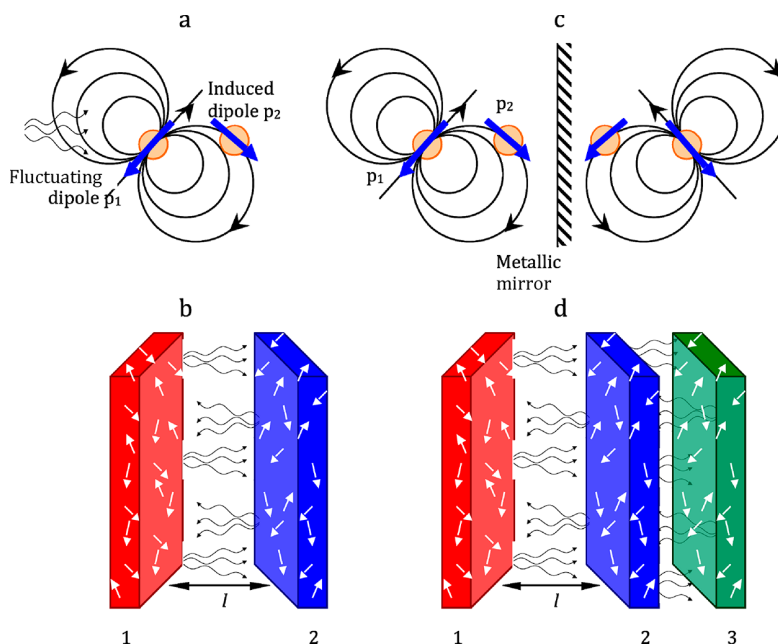 a
Induced
dipole p₂
Fluctuating
dipole p₁
c
p₂
p₁
Metallic
mirror
b
l
1
2
d
l
1
2
3